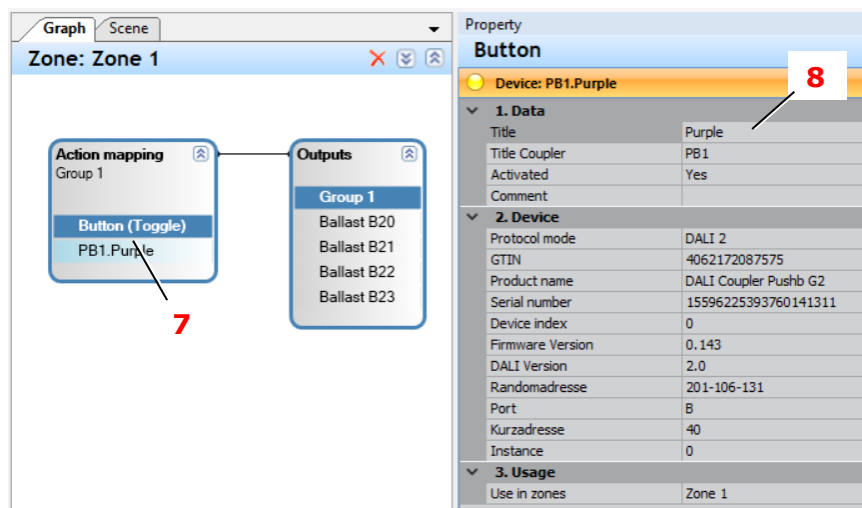 Graph Scene
Zone: Zone 1
Action mapping
Group 1
Button (Toggle)
PB1.Purple
7
Outputs
Group 1
Ballast B20
Ballast B21
Ballast B22
Ballast B23
Property
Button
Device: PB1.Purple
8
1. Data
Title Purple
Title Coupler PB1
Activated Yes
Comment
2. Device
Protocol mode DALI 2
GTIN 4062172087575
Product name DALI Coupler Pushb G2
Serial number 15596225393760141311
Device index 0
Firmware Version 0.143
DALI Version 2.0
Randomadresse 201-106-131
Port B
Kurzadresse 40
Instance 0
3. Usage
Use in zones Zone 1